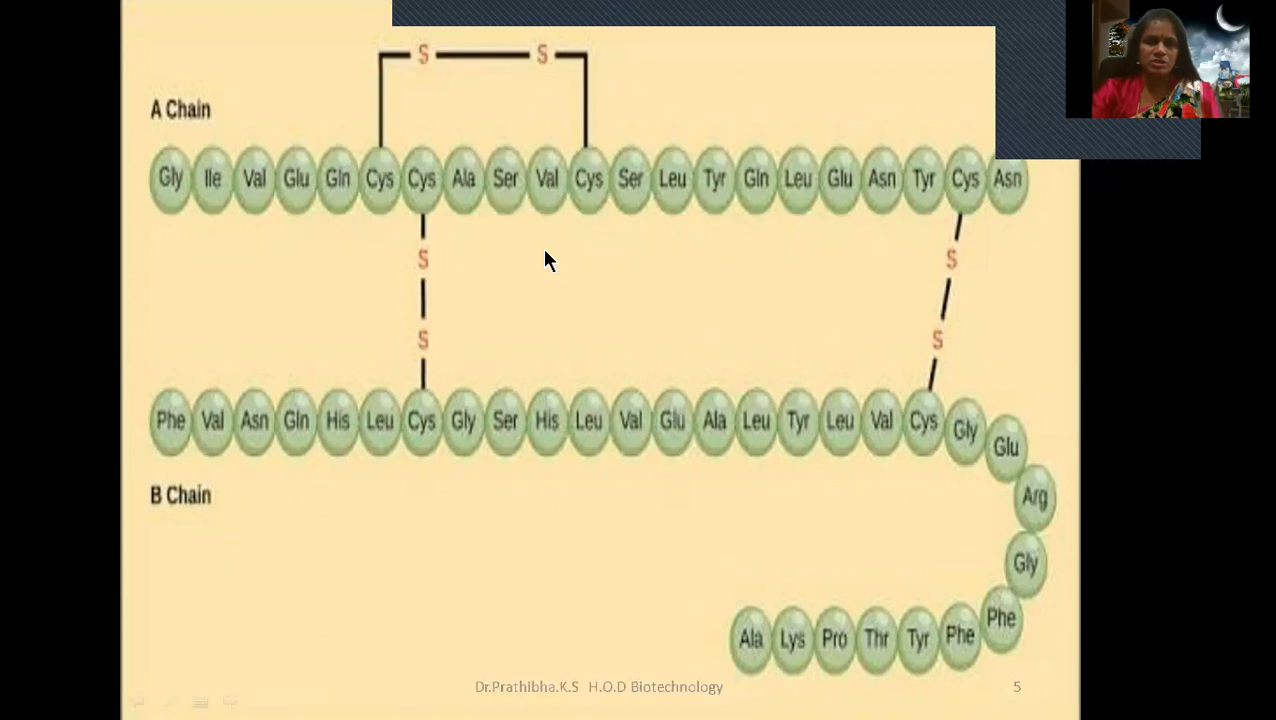 S S
A Chain
Gly Ile Val Glu Gln Cys Cys Ala Ser Val Cys Ser Leu Tyr Gln Leu Glu Asn Tyr Cys Asn
S S
S S
Phe Val Asn Gln His Leu Cys Gly Ser His Leu Val Glu Ala Leu Tyr Leu Val Cys Gly Glu
Arg
B Chain
Gly
Phe
Ala Lys Pro Thr Tyr Phe
Dr.Prathibha.K.S H.O.D Biotechnology 5